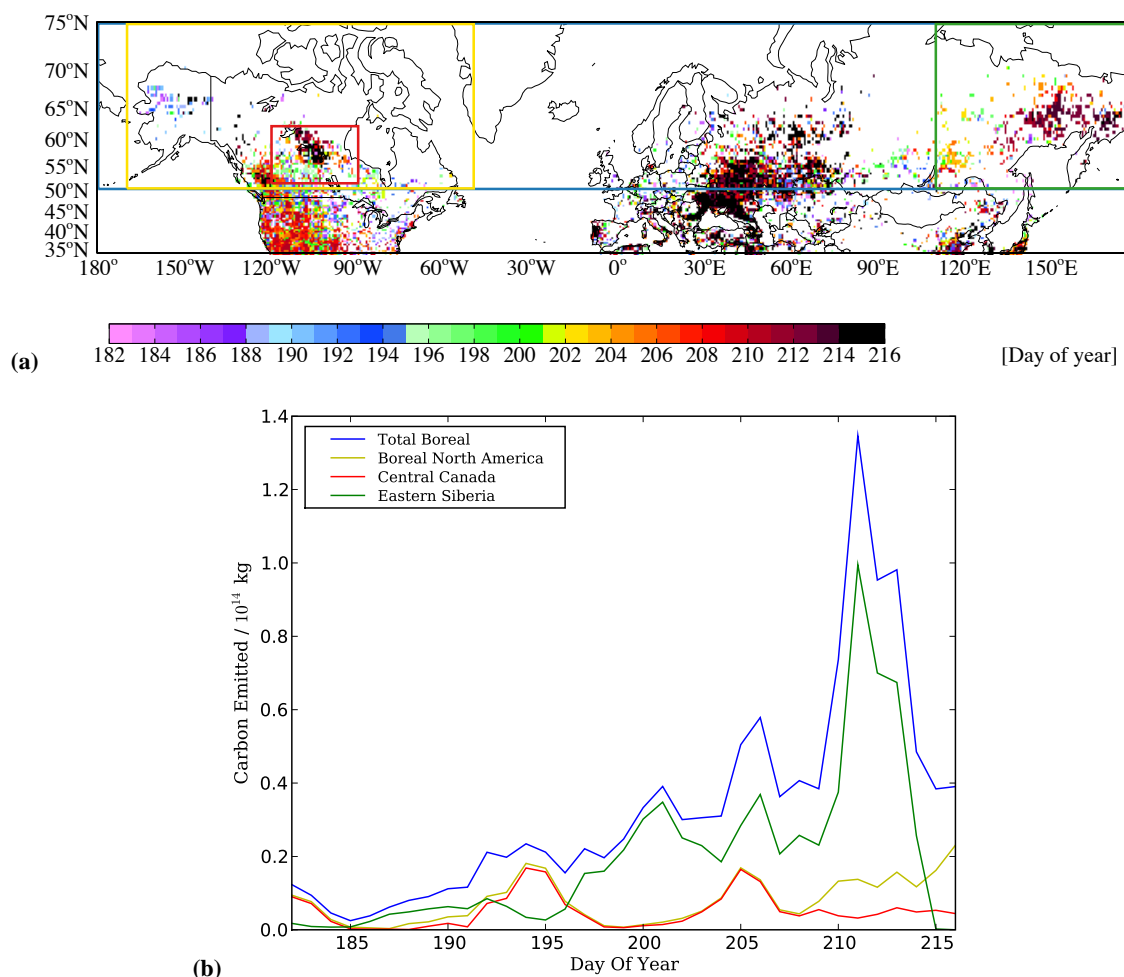 75°N
70°N
65°N
60°N
55°N
50°N
45°N
40°N
35°N
180° 150°W 120°W 90°W 60°W 30°W 0° 30°E 60°E 90°E 120°E 150°E
182 184 186 188 190 192 194 196 198 200 202 204 206 208 210 212 214 216
(a) [Day of year]
1.4
1.2
1.0
0.8
0.6
0.4
0.2
0.0
Carbon Emitted / 10¹⁴ kg
Total Boreal
Boreal North America
Central Canada
Eastern Siberia
185 190 195 200 205 210 215
Day Of Year
(b)